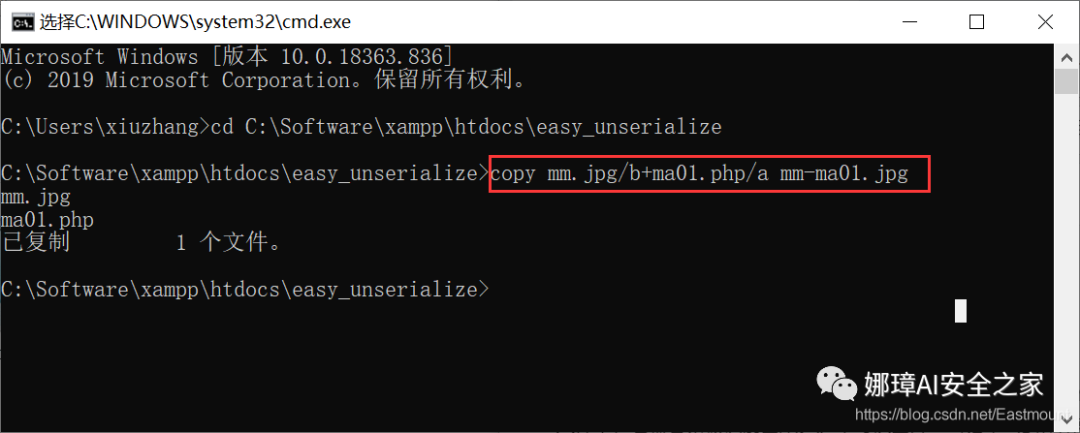 选择C:\WINDOWS\system32\cmd.exe
Microsoft Windows [版本 10.0.18363.836]
(c) 2019 Microsoft Corporation。保留所有权利。
C:\Users\xiuzhang>cd C:\Software\xampp\htdocs\easy_unserialize
C:\Software\xampp\htdocs\easy_unserialize>copy mm.jpg/b+ma01.php/a mm-ma01.jpg
mm.jpg
ma01.php
已复制         1 个文件。
C:\Software\xampp\htdocs\easy_unserialize>
娜璋AI安全之家
https://blog.csdn.net/Eastmount